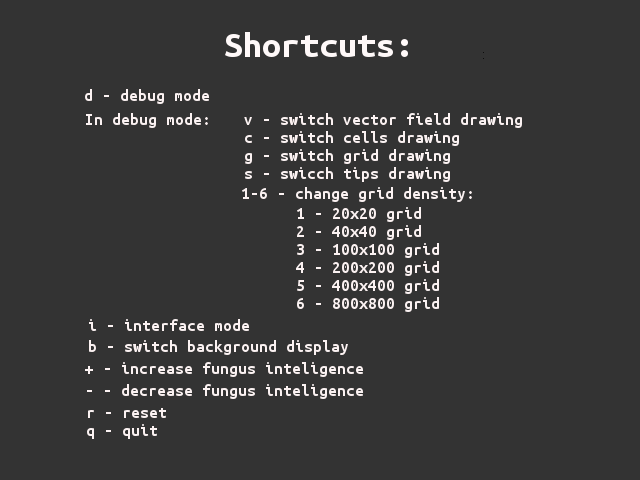 Shortcuts:
d - debug mode
In debug mode: v - switch vector field drawing
c - switch cells drawing
g - switch grid drawing
s - swicch tips drawing
1-6 - change grid density:
1 - 20x20 grid
2 - 40x40 grid
3 - 100x100 grid
4 - 200x200 grid
5 - 400x400 grid
6 - 800x800 grid
i - interface mode
b - switch background display
+ - increase fungus inteligence
- - decrease fungus inteligence
r - reset
q - quit